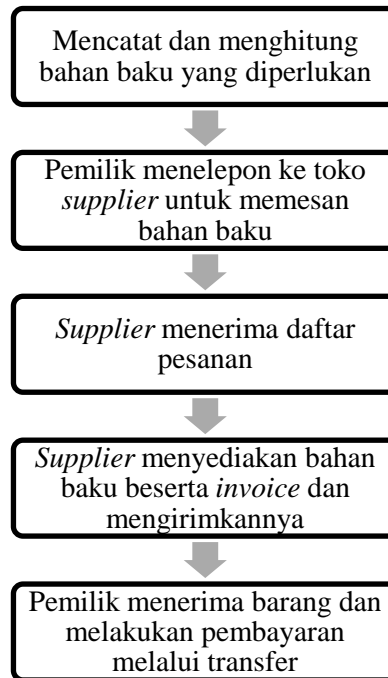 Mencatat dan menghitung
bahan baku yang diperlukan
Pemilik menelepon ke toko
supplier untuk memesan
bahan baku
Supplier menerima daftar
pesanan
Supplier menyediakan bahan
baku beserta invoice dan
mengirimkannya
Pemilik menerima barang dan
melakukan pembayaran
melalui transfer